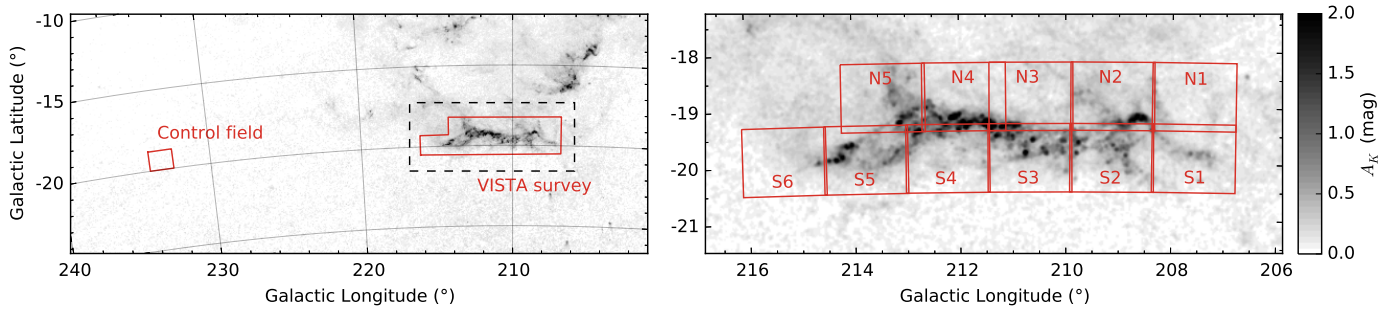 -10
-15
-20
Galactic Latitude (°)
Control field
VISTA survey
240
230
220
210
Galactic Longitude (°)
-18
-19
-20
-21
N5
N4
N3
N2
N1
S6
S5
S4
S3
S2
S1
216
214
212
210
208
206
Galactic Longitude (°)
2.0
1.5
1.0
0.5
0.0
A_K (mag)